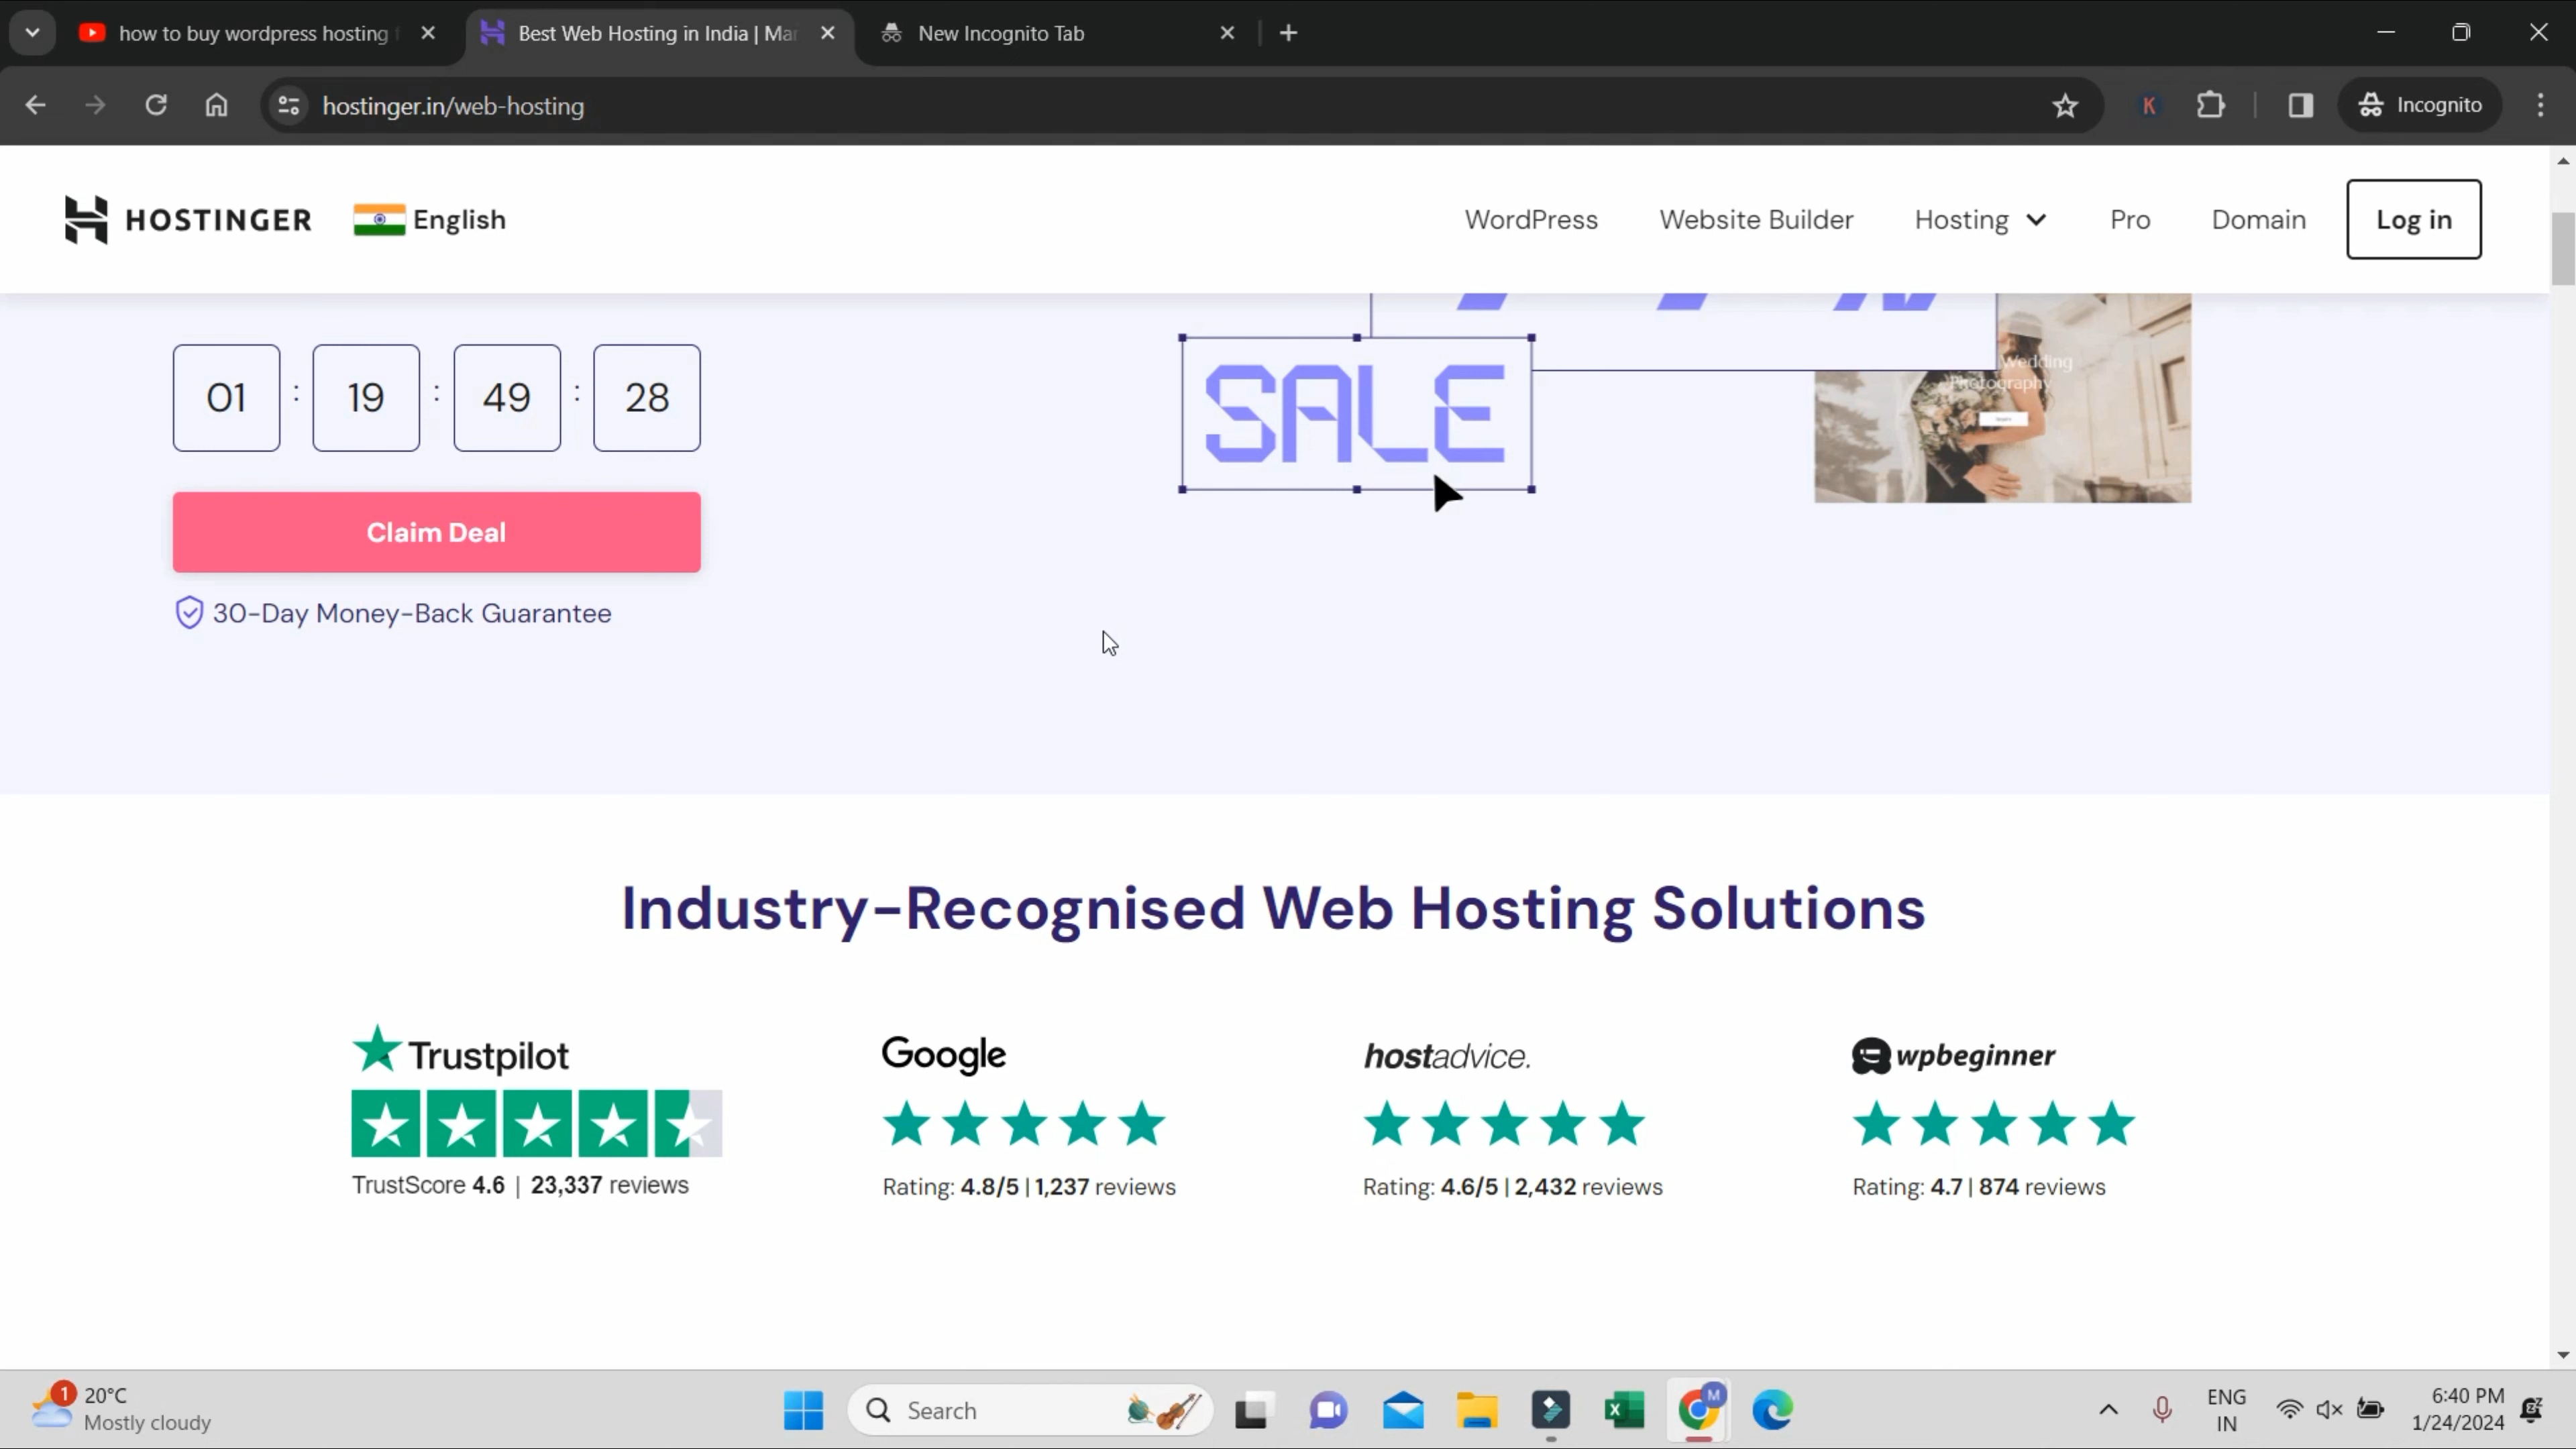 how to buy wordpress hosting
Best Web Hosting in India | Mar
New Incognito Tab
hostinger.in/web-hosting
K
Incognito
HOSTINGER
English
WordPress
Website Builder
Hosting
Pro
Domain
Log in
01 : 19 : 49 : 28
SALE
Wedding
Photography
Claim Deal
30-Day Money-Back Guarantee
Industry-Recognised Web Hosting Solutions
Trustpilot
TrustScore 4.6 | 23,337 reviews
Google
Rating: 4.8/5 | 1,237 reviews
hostadvice.
Rating: 4.6/5 | 2,432 reviews
wpbeginner
Rating: 4.7 | 874 reviews
1
20°C
Mostly cloudy
Search
M
ENG
IN
6:40 PM
1/24/2024